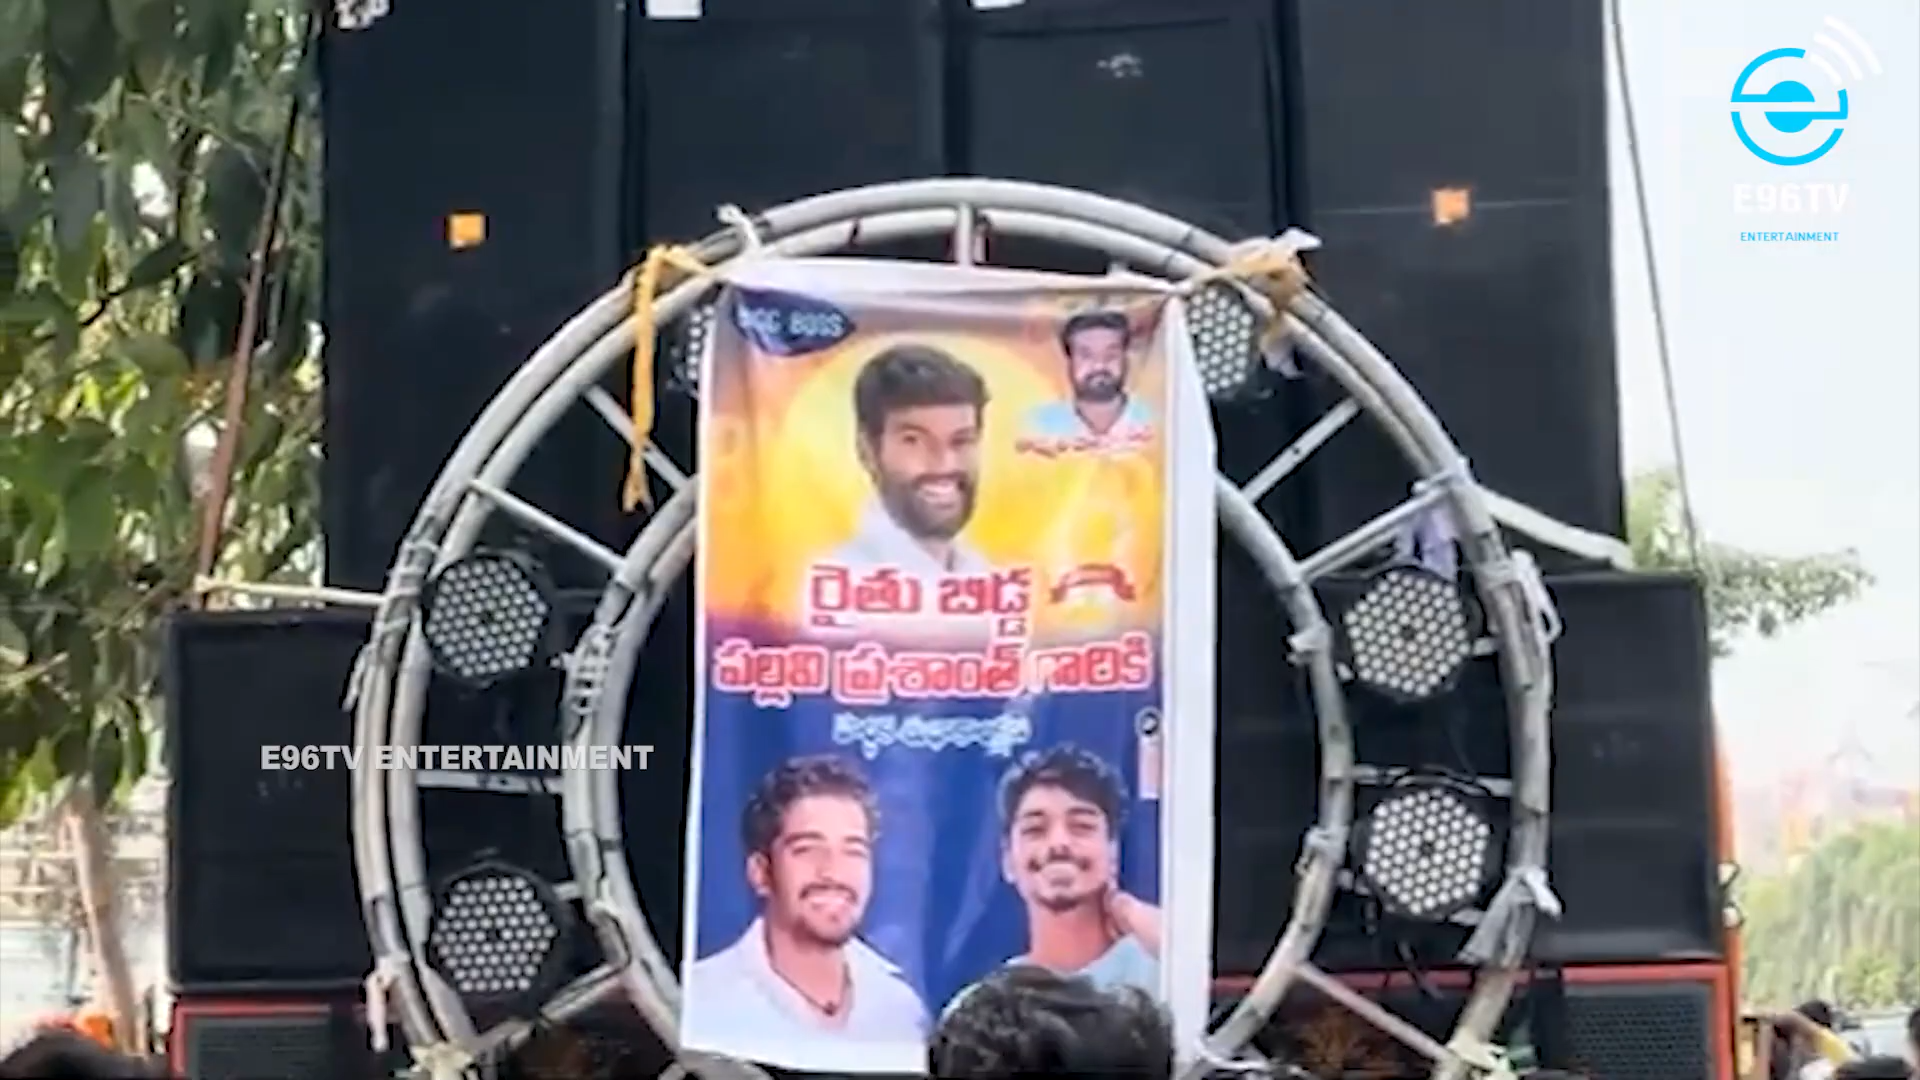 E96TV
ENTERTAINMENT
BIGG BOSS
రైతు బిడ్డ
పల్లవి ప్రశాంత్ గారికి
E96TV ENTERTAINMENT